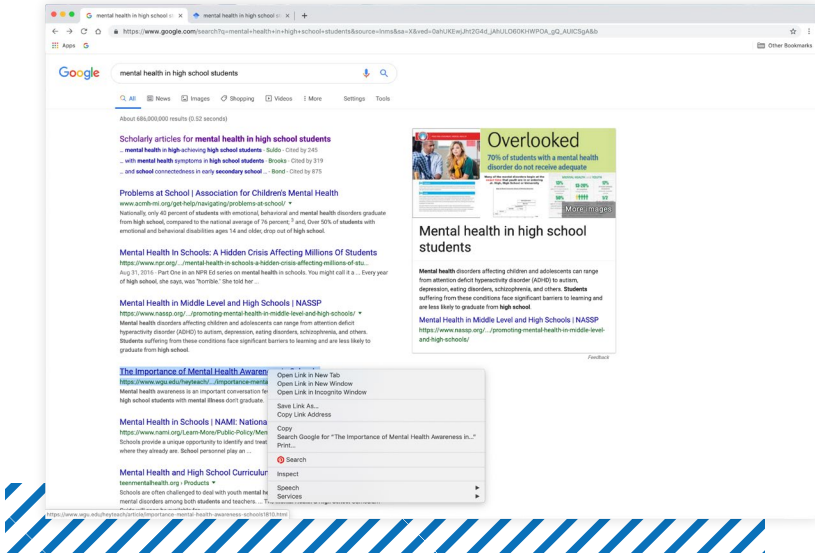 mental health in high school st
mental health in high school st
https://www.google.com/search?q=mental+health+in+high+school+students&source=lnms&sa=X&ved=0ahUKEwjJht2G4d_jAhULO60KHWPOA_gQ_AUICSgA&b
Apps G
Other Bookmarks
Google
mental health in high school students
All News Images Shopping Videos More Settings Tools
About 686,000,000 results (0.52 seconds)
Scholarly articles for mental health in high school students
... mental health in high-achieving high school students - Suldo - Cited by 245
... with mental health symptoms in high school students - Brooks - Cited by 319
... and school connectedness in early secondary school ... - Bond - Cited by 875
Problems at School | Association for Children's Mental Health
www.acmh-mi.org/get-help/navigating/problems-at-school/
Nationally, only 40 percent of students with emotional, behavioral and mental health disorders graduate
from high school, compared to the national average of 76 percent, 3 and, Over 50% of students with
emotional and behavioral disabilities ages 14 and older, drop out of high school.
Mental Health In Schools: A Hidden Crisis Affecting Millions Of Students
https://www.npr.org/.../mental-health-in-schools-a-hidden-crisis-affecting-millions-of-stu...
Aug 31, 2016 - Part One in an NPR Ed series on mental health in schools. You might call it a ... Every year
of high school, she says, was "horrible." She told her ...
Mental Health in Middle Level and High Schools | NASSP
https://www.nassp.org/.../promoting-mental-health-in-middle-level-and-high-schools/
Mental health disorders affecting children and adolescents can range from attention deficit
hyperactivity disorder (ADHD) to autism, depression, eating disorders, schizophrenia, and others.
Students suffering from these conditions face significant barriers to learning and are less likely to
graduate from high school.
The Importance of Mental Health Awaren
https://www.wgu.edu/heyteach/.../importance-menta
Mental health awareness is an important conversation fo
high school students with mental illness don't graduate.
Mental Health in Schools | NAMI: Nationa
https://www.nami.org/Learn-More/Public-Policy/Men
Schools provide a unique opportunity to identify and treat
where they already are. School personnel play an ...
Mental Health and High School Curriculun
teenmentalhealth.org › Products
Schools are often challenged to deal with youth mental he
mental disorders among both students and teachers. ...
Open Link in New Tab
Open Link in New Window
Open Link in Incognito Window
Save Link As...
Copy Link Address
Copy
Search Google for "The Importance of Mental Health Awareness in..."
Print...
Search
Inspect
Speech
Services
Overlooked
70% of students with a mental health
disorder do not receive adequate
More images
Mental health in high school
students
Mental health disorders affecting children and adolescents can range
from attention deficit hyperactivity disorder (ADHD) to autism,
depression, eating disorders, schizophrenia, and others. Students
suffering from these conditions face significant barriers to learning and
are less likely to graduate from high school.
Mental Health in Middle Level and High Schools | NASSP
https://www.nassp.org/.../promoting-mental-health-in-middle-level-
and-high-schools/
Feedback
https://www.wgu.edu/heyteach/article/importance-mental-health-awareness-schools1810.html